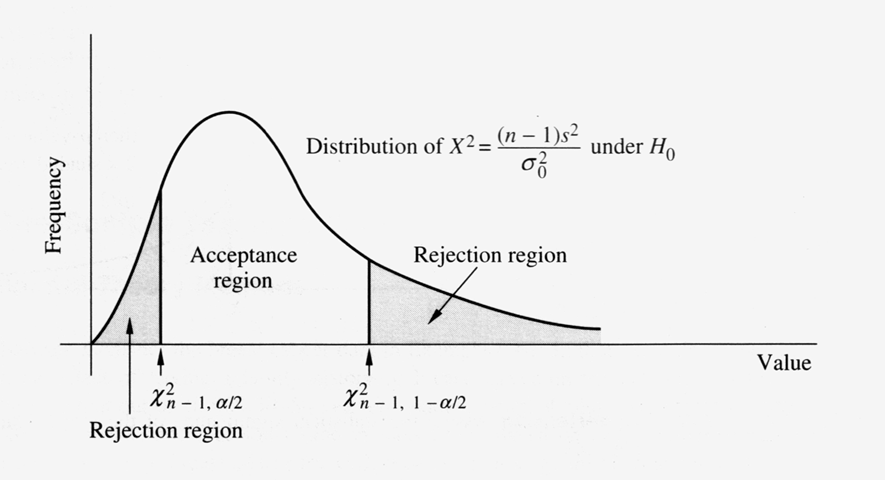 Frequency
Distribution of X² = (n − 1)s² / σ₀² under H₀
Acceptance
region
Rejection region
Value
χ²ₙ ₋ ₁, α/2
χ²ₙ ₋ ₁, 1 − α/2
Rejection region